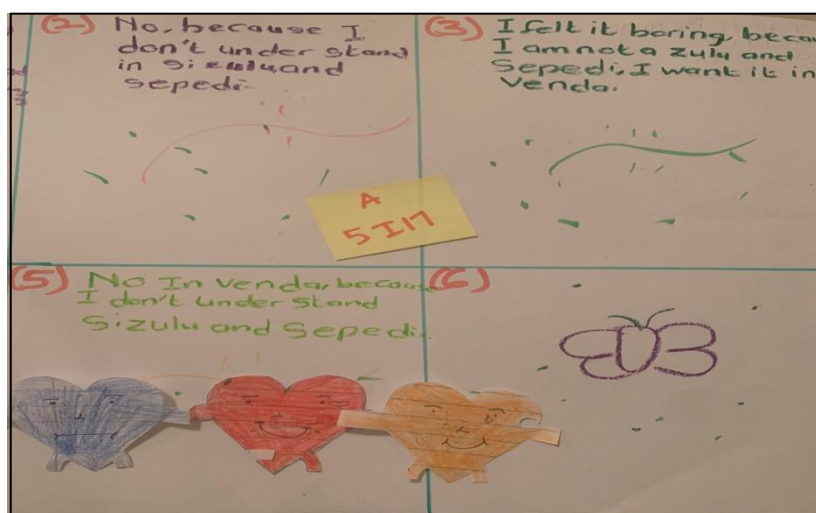 (2) No, because I
don't under stand
in Sizulu and
Sepedi.
(3) I felt it boring, becau
I am not a zulu and
Sepedi, I want it in
Venda.
A
5I17
(5) No In Venda, because
I don't under stand
Sizulu and Sepedi.
(6)